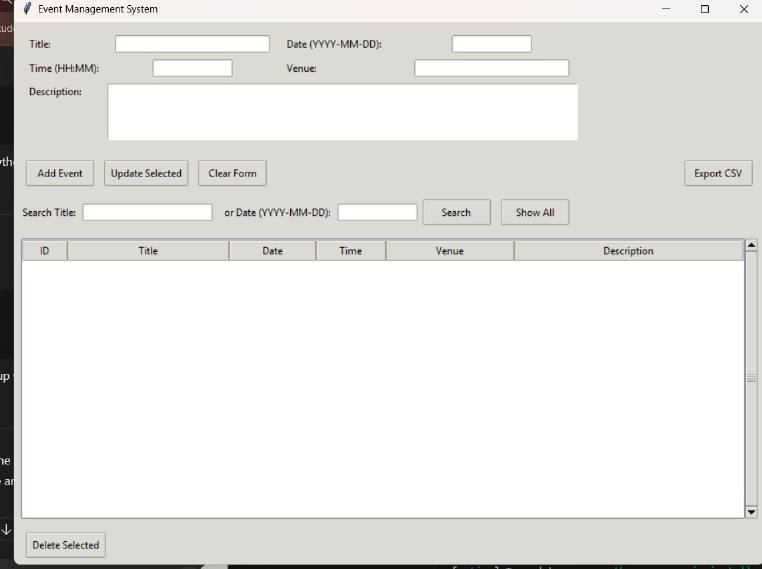 Event Management System
Title: Date (YYYY-MM-DD):
Time (HH:MM): Venue:
Description:
Add Event Update Selected Clear Form Export CSV
Search Title: or Date (YYYY-MM-DD): Search Show All
ID Title Date Time Venue Description
Delete Selected